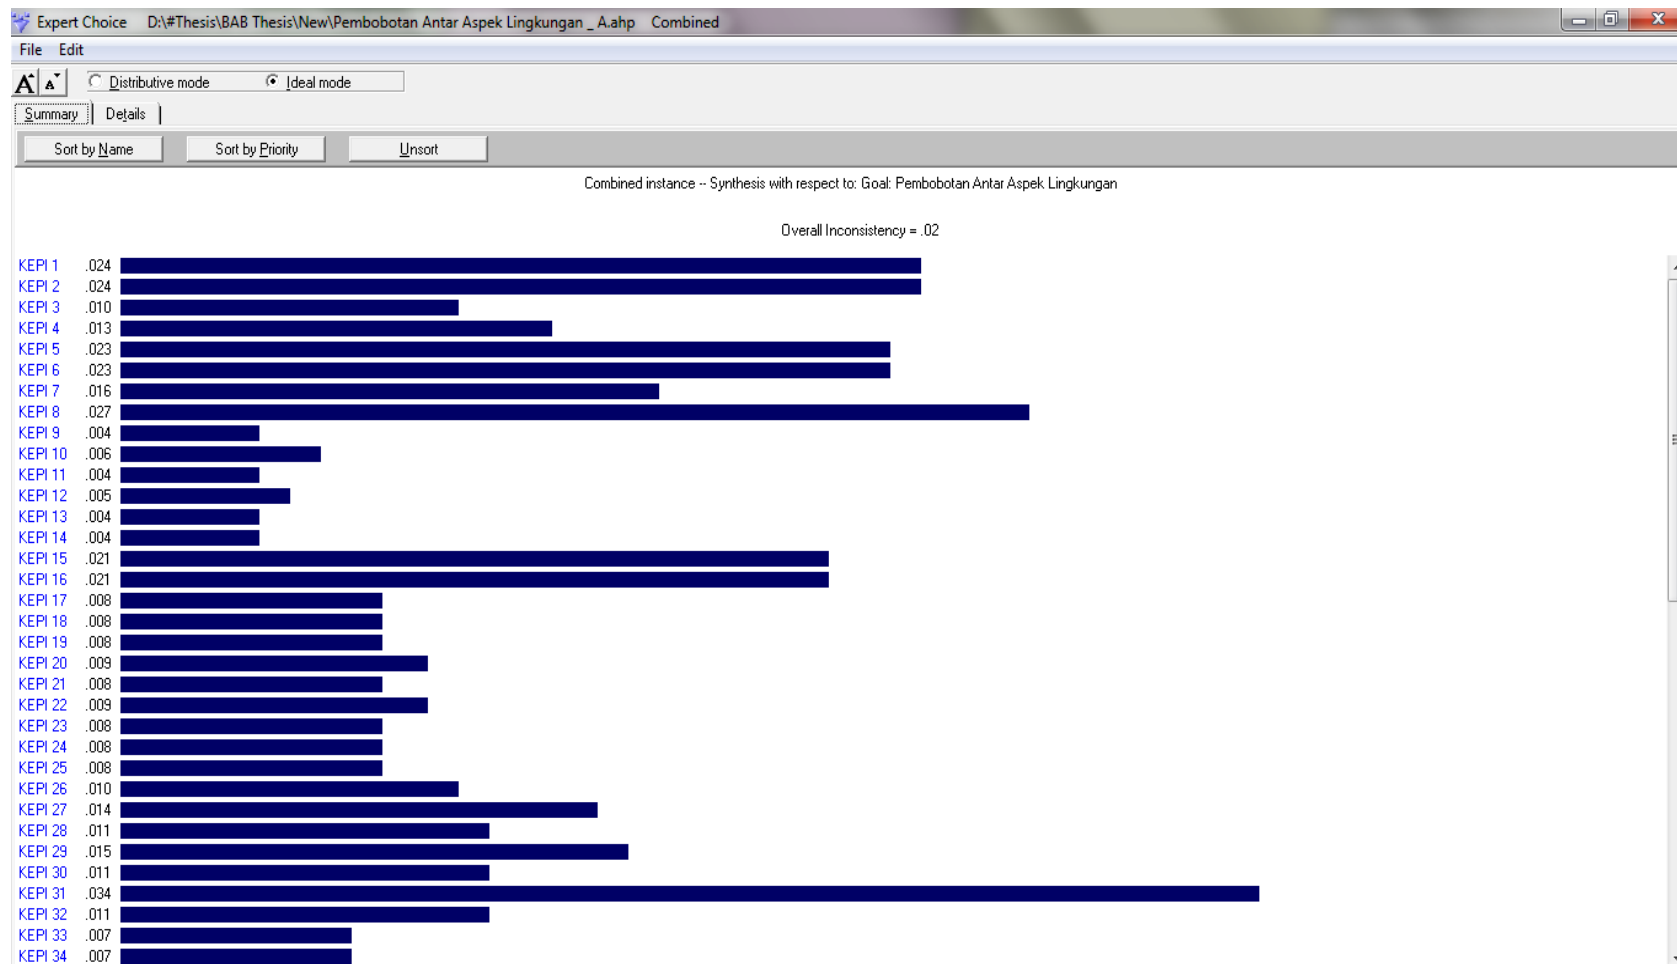 Expert Choice D:\#Thesis\BAB Thesis\New\Pembobotan Antar Aspek Lingkungan _ A.ahp Combined
File Edit
A A Distributive mode Ideal mode
Summary Details
Sort by Name Sort by Priority Unsort
Combined instance -- Synthesis with respect to: Goal: Pembobotan Antar Aspek Lingkungan
Overall Inconsistency = .02
KEPI 1 .024
KEPI 2 .024
KEPI 3 .010
KEPI 4 .013
KEPI 5 .023
KEPI 6 .023
KEPI 7 .016
KEPI 8 .027
KEPI 9 .004
KEPI 10 .006
KEPI 11 .004
KEPI 12 .005
KEPI 13 .004
KEPI 14 .004
KEPI 15 .021
KEPI 16 .021
KEPI 17 .008
KEPI 18 .008
KEPI 19 .008
KEPI 20 .009
KEPI 21 .008
KEPI 22 .009
KEPI 23 .008
KEPI 24 .008
KEPI 25 .008
KEPI 26 .010
KEPI 27 .014
KEPI 28 .011
KEPI 29 .015
KEPI 30 .011
KEPI 31 .034
KEPI 32 .011
KEPI 33 .007
KEPI 34 .007